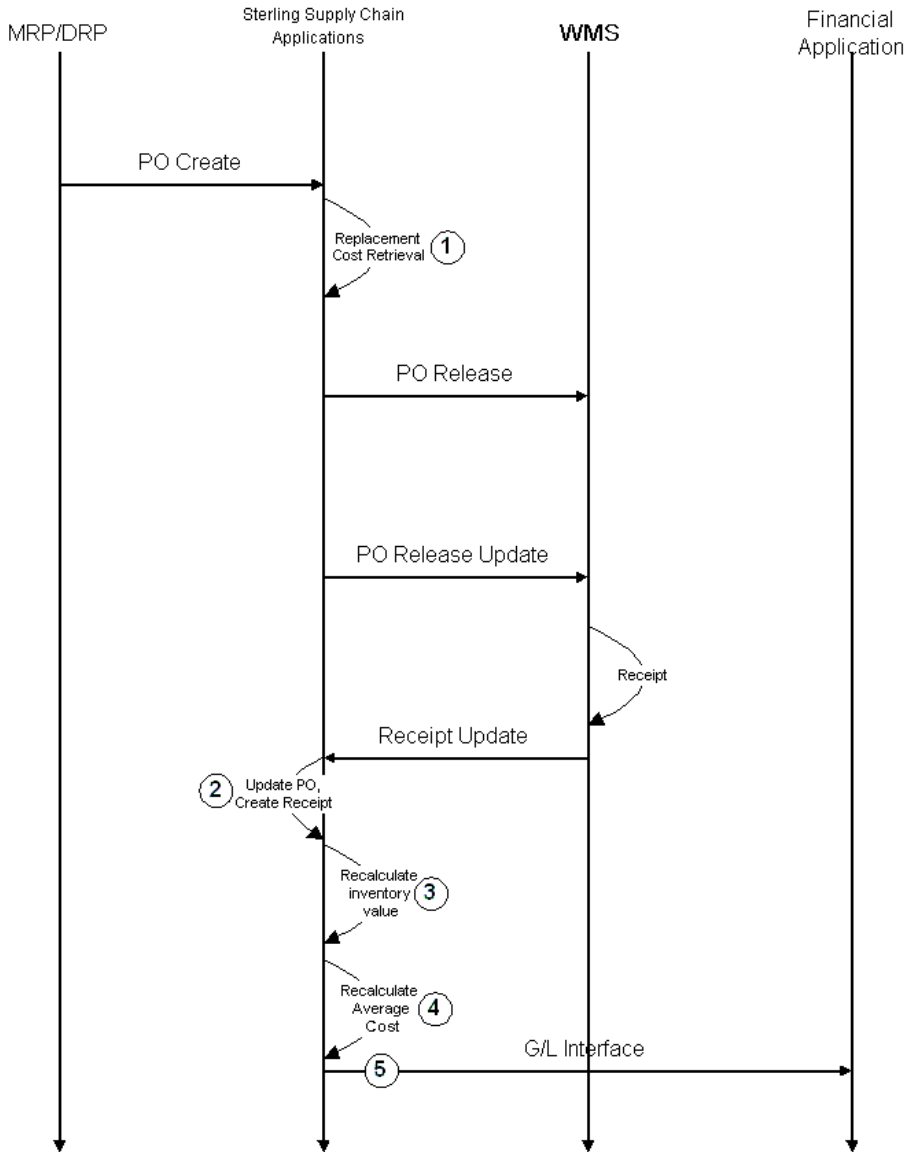 MRP/DRP
Sterling Supply Chain
Applications
WMS
Financial
Application
PO Create
Replacement
Cost Retrieval
1
PO Release
PO Release Update
Receipt
Receipt Update
2
Update PO,
Create Receipt
Recalculate
inventory
value
3
Recalculate
Average
Cost
4
G/L Interface
5